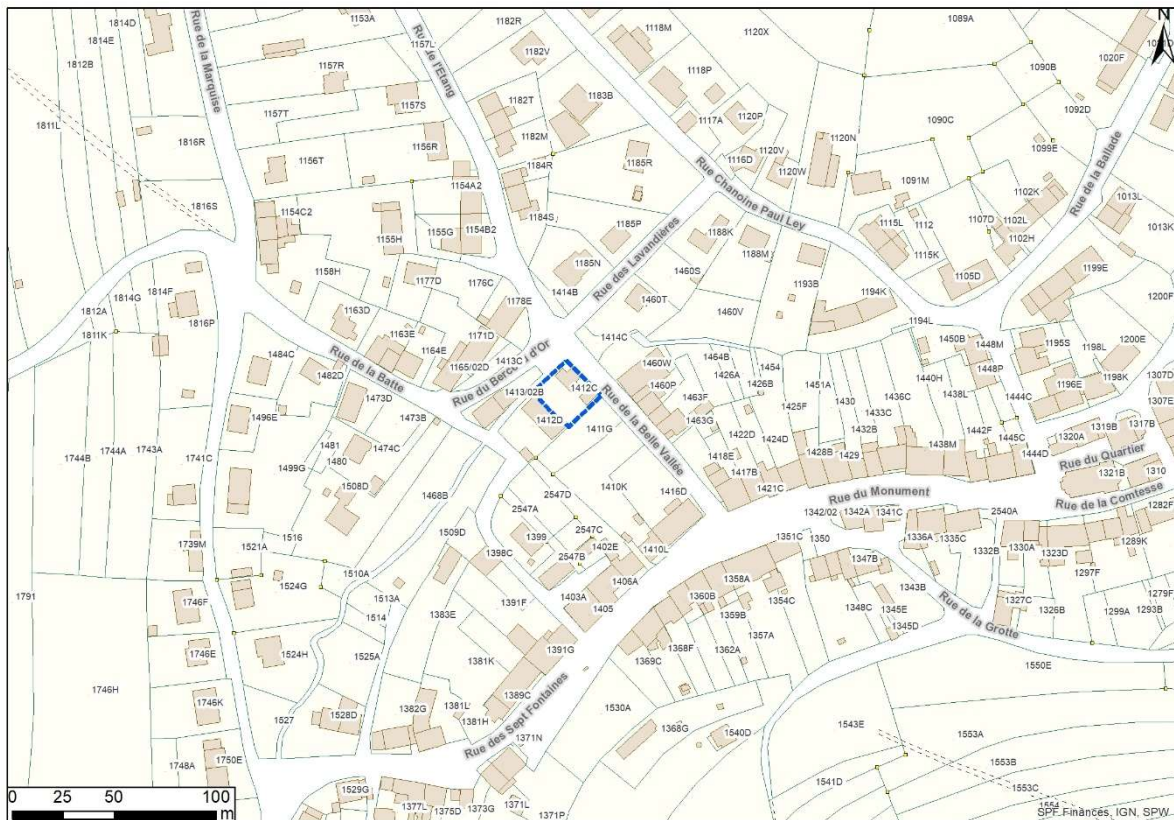 1814D
1814E
1812B
1811L
1816R
1816S
1814F
1814G
1812A
1811K
1816P
Rue de la Marquise
1153A
1157L
1157R
1157S
1157T
1156R
1156T
1154A2
1154B2
1154C2
1155H
1155G
1158H
Rue de l'Etang
1182R
1182V
1182T
1182M
1183B
1184R
1184S
1185R
1185P
1185N
1414B
1118M
1118P
1117A
1120X
1120P
1120V
1116D
1120W
1120N
1089A
1090B
1090C
1092D
1099E
1020F
N
Rue de la Ballade
Rue Chanoine Paul Ley
Rue des Lavandières
1188K
1188M
1460S
1460T
1460V
1193B
1194K
1194L
1091M
1115L
1112
1115K
1107D
1102K
1102L
1102H
1105D
1013L
1013K
1199E
1200F
1200E
1195S
1198L
1198K
1196E
1307D
1307E
1177D
1176C
1178E
1163D
1163E
1164E
1171D
1165/02D
1413C
Rue de la Batte
Rue du Berceau d'Or
1413/02B
1412C
1412D
1411G
1410K
1416D
1410L
Rue de la Belle Vallée
1414C
1460W
1460P
1463F
1463G
1464B
1426A
1426B
1454
1425F
1422D
1424D
1418E
1417B
1421C
1451A
1430
1433C
1432B
1436C
1428B
1429
1440H
1438L
1438M
1450B
1448M
1448P
1444C
1442F
1445C
1444D
1320A
1319B
1317B
Rue du Quartier
1321B
1310
Rue de la Comtesse
1282F
Rue du Monument
1342/02
1342A
1341C
2540A
1336A
1335C
1332B
1330A
1323D
1289K
1297F
1327C
1326B
1299A
1293B
1279F
1351C
1350
1347B
1343B
1348C
1345E
1345D
Rue de la Grotte
1550E
1484C
1482D
1473D
1473B
1496E
1481
1480
1474C
1499G
1508D
1468B
1516
1744B
1744A
1743A
1741C
1739M
1521A
1524G
1510A
1509D
1513A
1514
1524H
1525A
1527
1528D
1791
1746F
1746E
1746H
1746K
1748A
1750E
2547D
2547A
2547C
2547B
1399
1398C
1402E
1406A
1403A
1405
1391F
1391G
1383E
1381K
1389C
1382G
1381L
1381H
1358A
1360B
1359B
1354C
1357A
1362A
1368F
1369C
Rue des Sept Fontaines
1371N
1530A
1368G
1540D
1543E
1553A
1553B
1553C
1554
1541D
1529G
1377L
1375D
1373G
1371L
1371P
0 25 50 100
m
SPF Finances, IGN, SPW